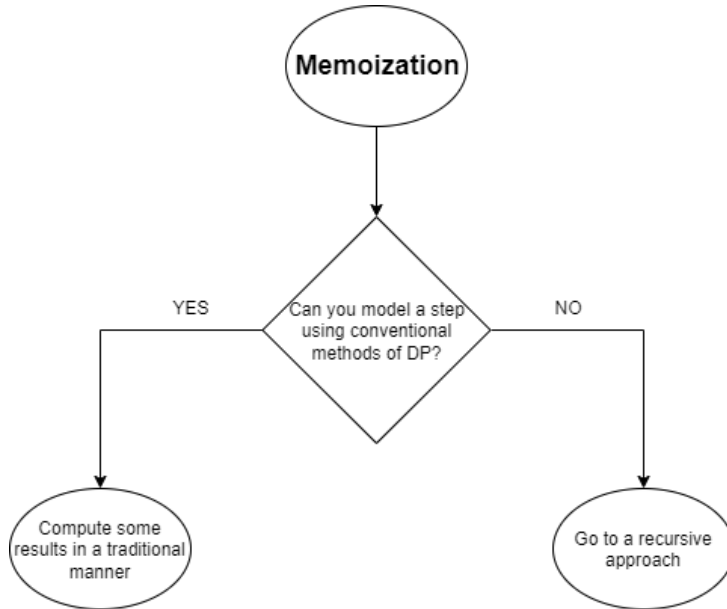 Memoization
YES
Can you model a step
using conventional
methods of DP?
NO
Compute some
results in a traditional
manner
Go to a recursive
approach